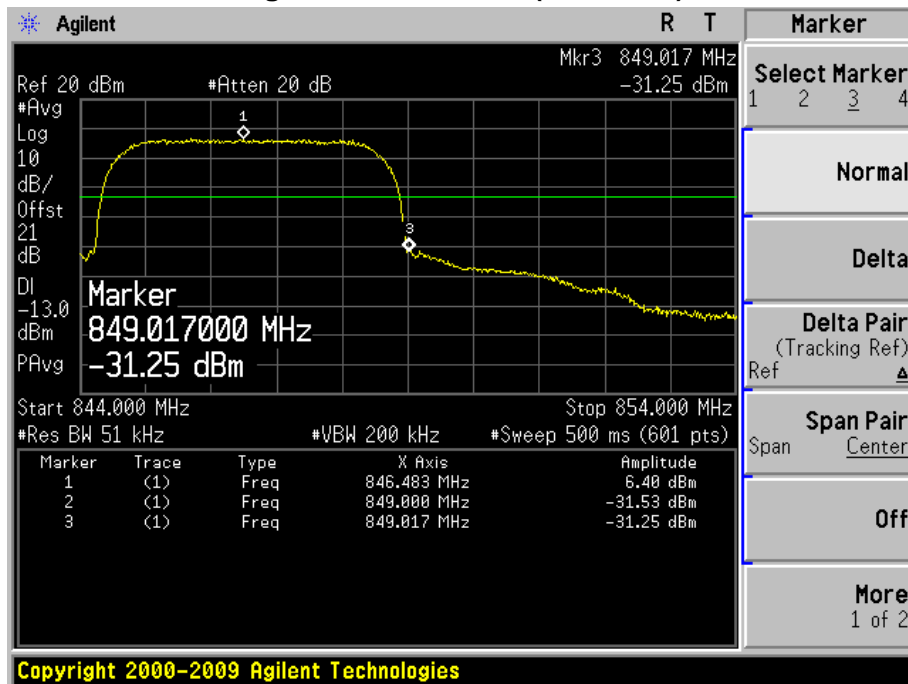 Agilent R T Marker
Mkr3 849.017 MHz
Ref 20 dBm #Atten 20 dB -31.25 dBm
#Avg
Log
10
dB/
Offst
21
dB
DI
-13.0
dBm
PAvg
1
3
Marker
849.017000 MHz
-31.25 dBm
Start 844.000 MHz Stop 854.000 MHz
#Res BW 51 kHz #VBW 200 kHz #Sweep 500 ms (601 pts)
Marker Trace Type X Axis Amplitude
1 (1) Freq 846.483 MHz 6.40 dBm
2 (1) Freq 849.000 MHz -31.53 dBm
3 (1) Freq 849.017 MHz -31.25 dBm
Select Marker
1 2 3 4
Normal
Delta
Delta Pair
(Tracking Ref)
Ref Δ
Span Pair
Span Center
Off
More
1 of 2
Copyright 2000-2009 Agilent Technologies